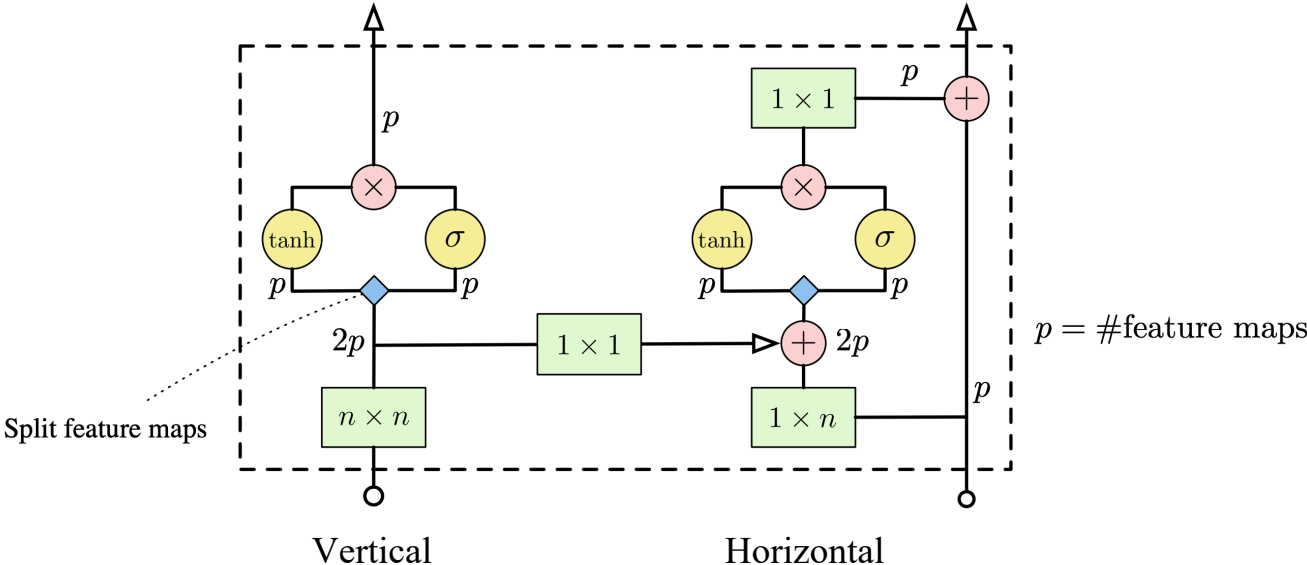 p
p
1 × 1
+
×
×
tanh
σ
tanh
σ
p
p
p
p
2p
1 × 1
+
2p
p = #feature maps
p
n × n
1 × n
Split feature maps
Vertical
Horizontal